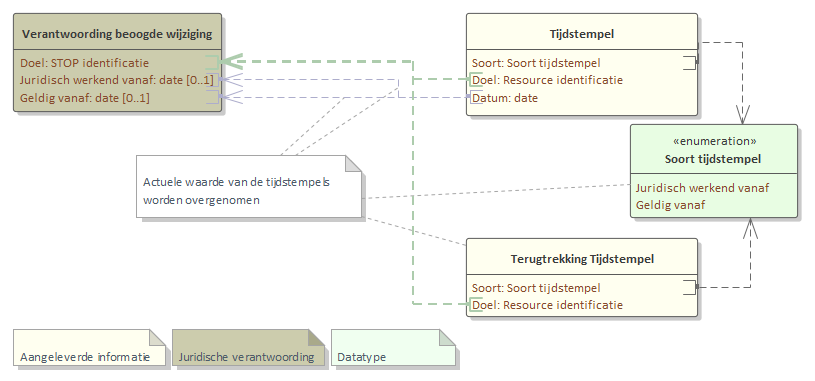 Verantwoording beoogde wijziging
Doel: STOP identificatie
Juridisch werkend vanaf: date [0..1]
Geldig vanaf: date [0..1]
Tijdstempel
Soort: Soort tijdstempel
Doel: Resource identificatie
Datum: date
«enumeration»
Soort tijdstempel
Juridisch werkend vanaf
Geldig vanaf
Actuele waarde van de tijdstempels
worden overgenomen
Terugtrekking Tijdstempel
Soort: Soort tijdstempel
Doel: Resource identificatie
Aangeleverde informatie
Juridische verantwoording
Datatype